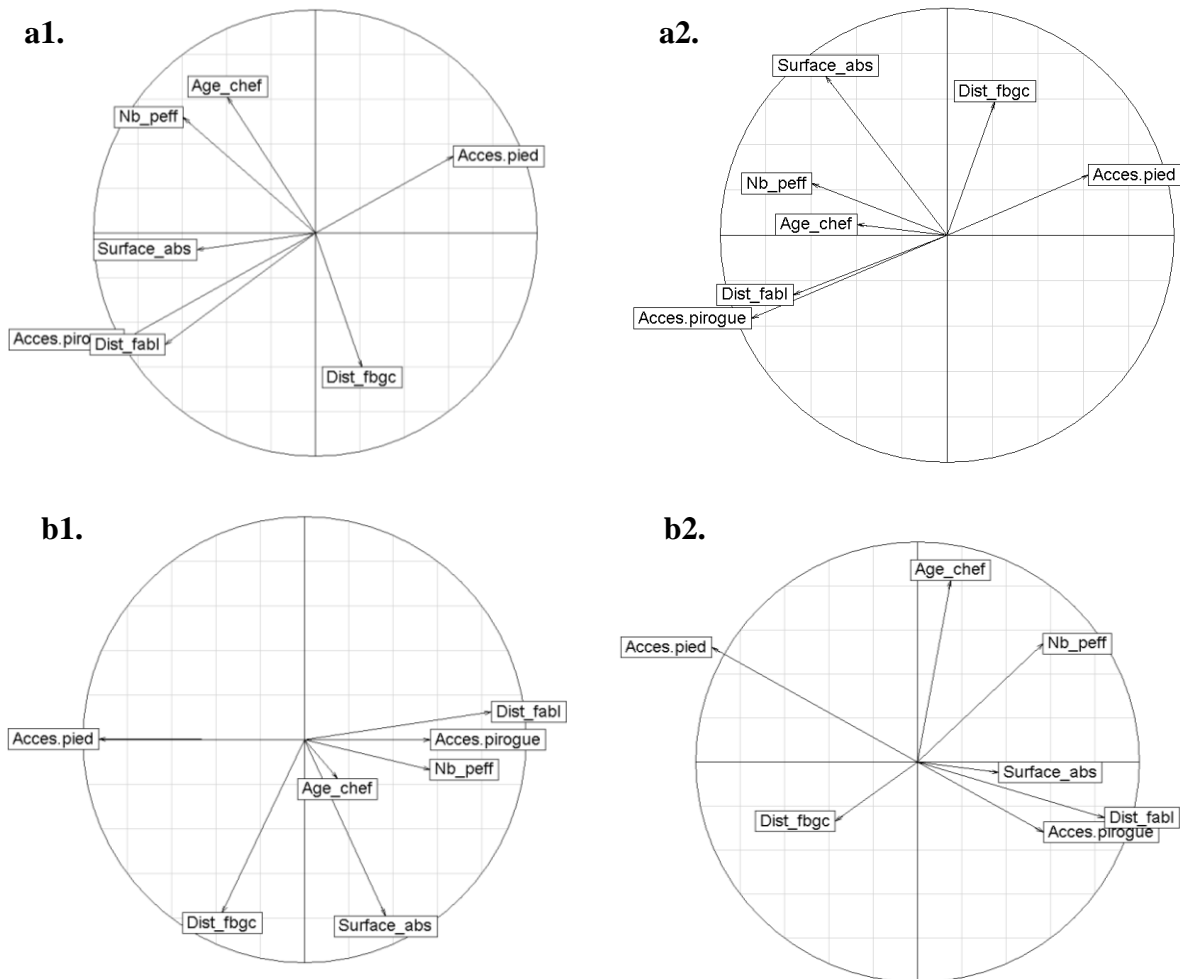 a1.
Age_chef
Nb_peff
Acces.pied
Surface_abs
Acces.piro
Dist_fabl
Dist_fbgc
a2.
Surface_abs
Dist_fbgc
Acces.pied
Nb_peff
Age_chef
Dist_fabl
Acces.pirogue
b1.
Dist_fabl
Acces.pied
Acces.pirogue
Nb_peff
Age_chef
Dist_fbgc
Surface_abs
b2.
Age_chef
Acces.pied
Nb_peff
Surface_abs
Dist_fbgc
Dist_fabl
Acces.pirogue